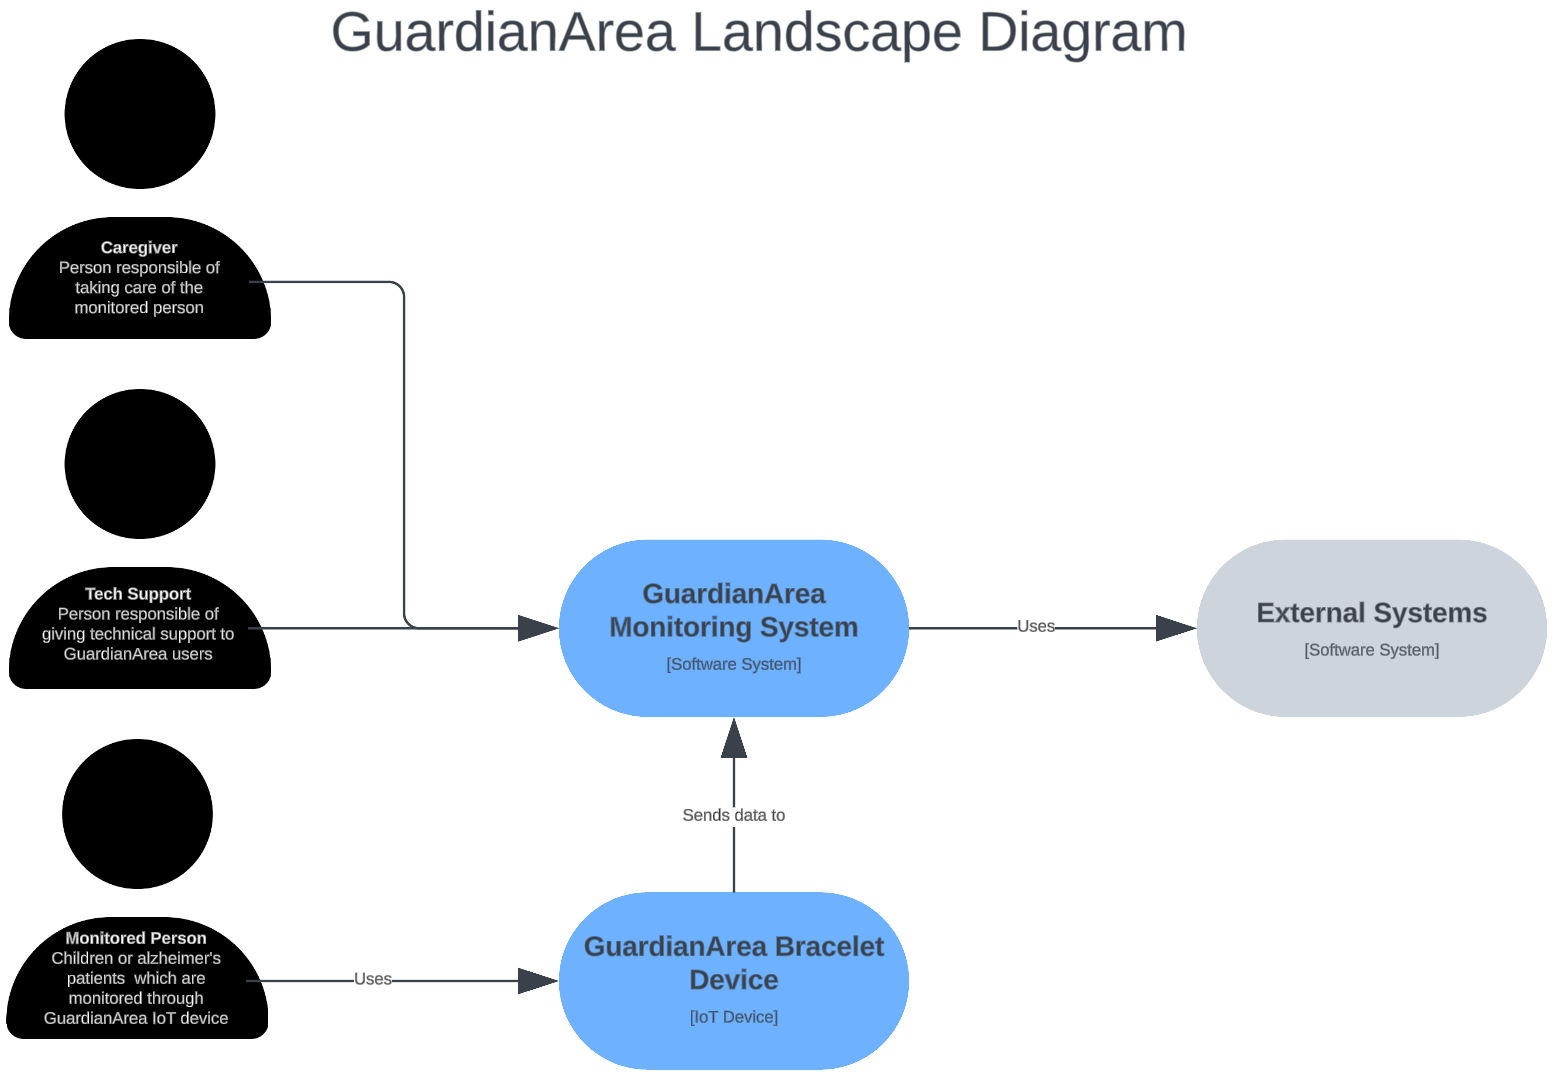 GuardianArea Landscape Diagram
Caregiver
Person responsible of
taking care of the
monitored person
Tech Support
Person responsible of
giving technical support to
GuardianArea users
GuardianArea
Monitoring System
[Software System]
Uses
External Systems
[Software System]
Sends data to
Monitored Person
Children or alzheimer's
patients  which are
monitored through
GuardianArea IoT device
Uses
GuardianArea Bracelet
Device
[IoT Device]